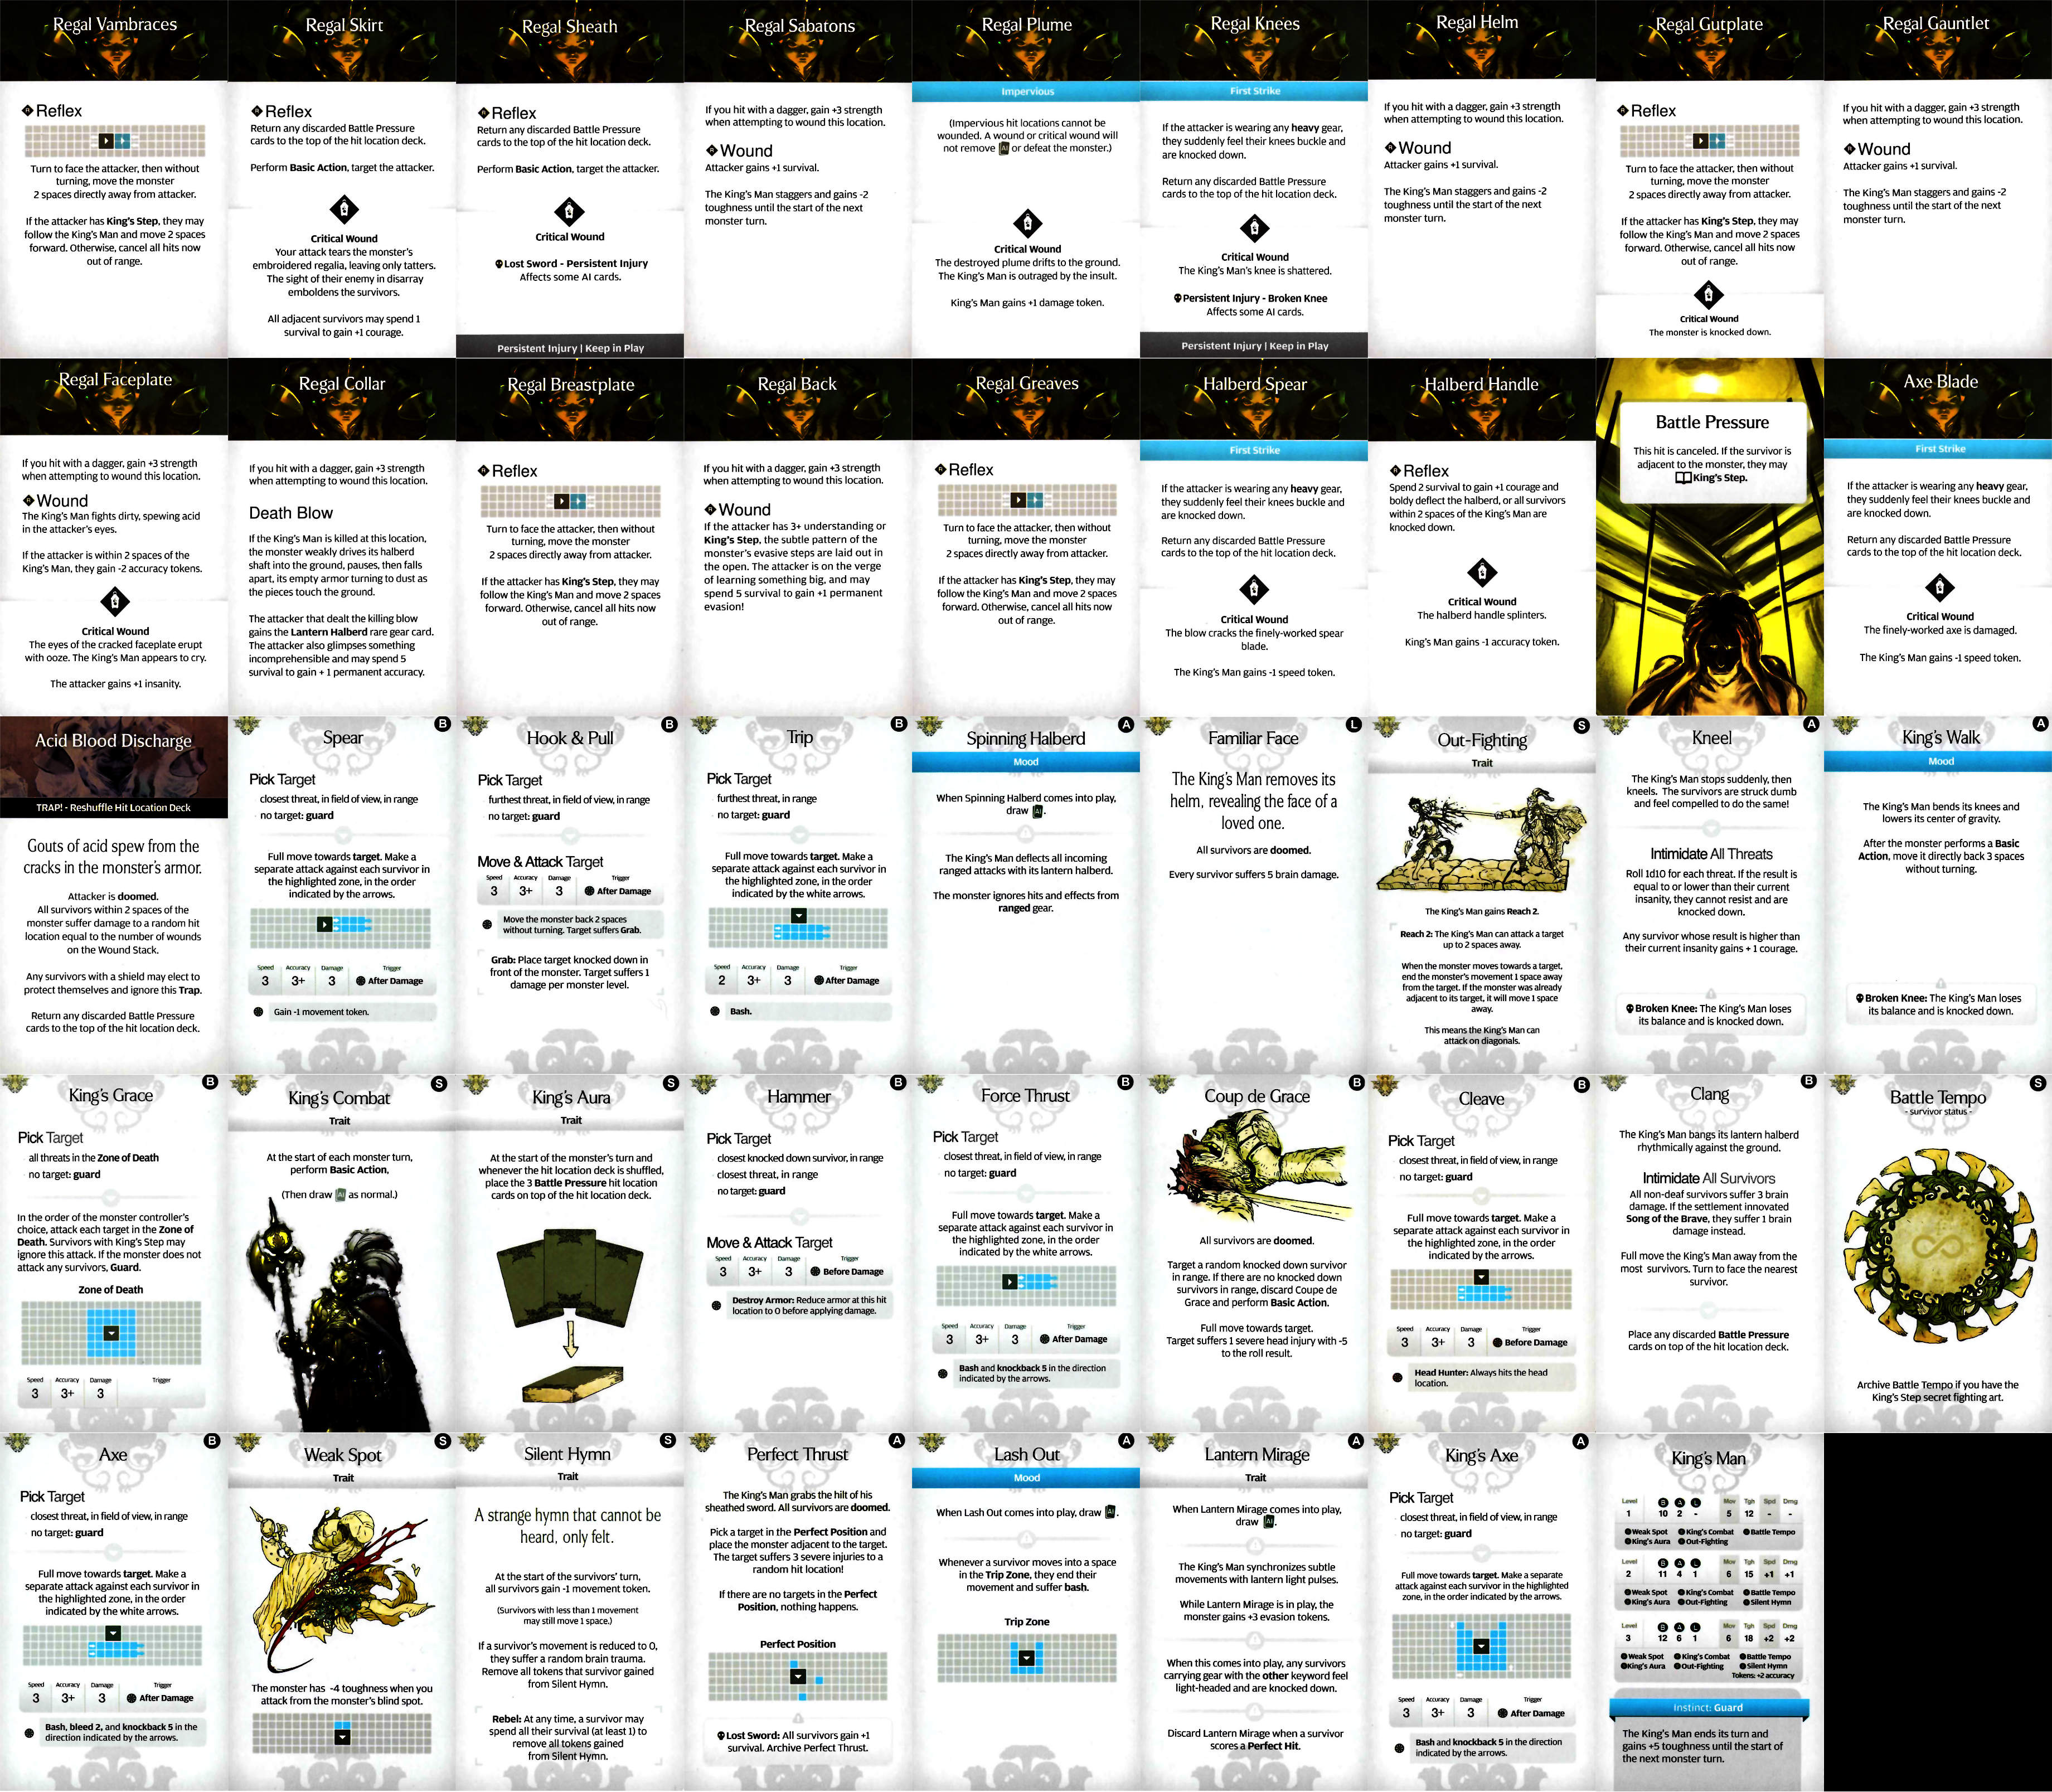 Regal Vambraces
Reflex
Turn to face the attacker, then without
turning, move the monster
2 spaces directly away from attacker.
If the attacker has King's Step, they may
follow the King's Man and move 2 spaces
forward. Otherwise, cancel all hits now
out of range.
Regal Skirt
Reflex
Return any discarded Battle Pressure
cards to the top of the hit location deck.
Perform Basic Action, target the attacker.
Critical Wound
Your attack tears the monster's
embroidered regalia, leaving only tatters.
The sight of their enemy in disarray
emboldens the survivors.
All adjacent survivors may spend 1
survival to gain +1 courage.
Regal Sheath
Reflex
Return any discarded Battle Pressure
cards to the top of the hit location deck.
Perform Basic Action, target the attacker.
Critical Wound
Lost Sword - Persistent Injury
Affects some AI cards.
Persistent Injury | Keep in Play
Regal Sabatons
If you hit with a dagger, gain +3 strength
when attempting to wound this location.
Wound
Attacker gains +1 survival.
The King's Man staggers and gains -2
toughness until the start of the next
monster turn.
Regal Plume
Impervious
(Impervious hit locations cannot be
wounded. A wound or critical wound will
not remove AI or defeat the monster.)
Critical Wound
The destroyed plume drifts to the ground.
The King's Man is outraged by the insult.
King's Man gains +1 damage token.
Regal Knees
First Strike
If the attacker is wearing any heavy gear,
they suddenly feel their knees buckle and
are knocked down.
Return any discarded Battle Pressure
cards to the top of the hit location deck.
Critical Wound
The King's Man's knee is shattered.
Persistent Injury - Broken Knee
Affects some AI cards.
Persistent Injury | Keep in Play
Regal Helm
If you hit with a dagger, gain +3 strength
when attempting to wound this location.
Wound
Attacker gains +1 survival.
The King's Man staggers and gains -2
toughness until the start of the next
monster turn.
Regal Gutplate
Reflex
Turn to face the attacker, then without
turning, move the monster
2 spaces directly away from attacker.
If the attacker has King's Step, they may
follow the King's Man and move 2 spaces
forward. Otherwise, cancel all hits now
out of range.
Critical Wound
The monster is knocked down.
Regal Gauntlet
If you hit with a dagger, gain +3 strength
when attempting to wound this location.
Wound
Attacker gains +1 survival.
The King's Man staggers and gains -2
toughness until the start of the next
monster turn.
Regal Faceplate
If you hit with a dagger, gain +3 strength
when attempting to wound this location.
Wound
The King's Man fights dirty, spewing acid
in the attacker's eyes.
If the attacker is within 2 spaces of the
King's Man, they gain -2 accuracy tokens.
Critical Wound
The eyes of the cracked faceplate erupt
with ooze. The King's Man appears to cry.
The attacker gains +1 insanity.
Regal Collar
If you hit with a dagger, gain +3 strength
when attempting to wound this location.
Death Blow
If the King's Man is killed at this location,
the monster weakly drives its halberd
shaft into the ground, pauses, then falls
apart, its empty armor turning to dust as
the pieces touch the ground.
The attacker that dealt the killing blow
gains the Lantern Halberd rare gear card.
The attacker also glimpses something
incomprehensible and may spend 5
survival to gain + 1 permanent accuracy.
Regal Breastplate
Reflex
Turn to face the attacker, then without
turning, move the monster
2 spaces directly away from attacker.
If the attacker has King's Step, they may
follow the King's Man and move 2 spaces
forward. Otherwise, cancel all hits now
out of range.
Regal Back
If you hit with a dagger, gain +3 strength
when attempting to wound this location.
Wound
If the attacker has 3+ understanding or
King's Step, the subtle pattern of the
monster's evasive steps are laid out in
the open. The attacker is on the verge
of learning something big, and may
spend 5 survival to gain +1 permanent
evasion!
Regal Greaves
Reflex
Turn to face the attacker, then without
turning, move the monster
2 spaces directly away from attacker.
If the attacker has King's Step, they may
follow the King's Man and move 2 spaces
forward. Otherwise, cancel all hits now
out of range.
Halberd Spear
First Strike
If the attacker is wearing any heavy gear,
they suddenly feel their knees buckle and
are knocked down.
Return any discarded Battle Pressure
cards to the top of the hit location deck.
Critical Wound
The blow cracks the finely-worked spear
blade.
The King's Man gains -1 speed token.
Halberd Handle
Reflex
Spend 2 survival to gain +1 courage and
boldy deflect the halberd, or all survivors
within 2 spaces of the King's Man are
knocked down.
Critical Wound
The halberd handle splinters.
King's Man gains -1 accuracy token.
Battle Pressure
This hit is canceled. If the survivor is
adjacent to the monster, they may
King's Step.
Axe Blade
First Strike
If the attacker is wearing any heavy gear,
they suddenly feel their knees buckle and
are knocked down.
Return any discarded Battle Pressure
cards to the top of the hit location deck.
Critical Wound
The finely-worked axe is damaged.
The King's Man gains -1 speed token.
Acid Blood Discharge
TRAP! - Reshuffle Hit Location Deck
Gouts of acid spew from the
cracks in the monster's armor.
Attacker is doomed.
All survivors within 2 spaces of the
monster suffer damage to a random hit
location equal to the number of wounds
on the Wound Stack.
Any survivors with a shield may elect to
protect themselves and ignore this Trap.
Return any discarded Battle Pressure
cards to the top of the hit location deck.
B
Spear
Pick Target
closest threat, in field of view, in range
no target: guard
Full move towards target. Make a
separate attack against each survivor in
the highlighted zone, in the order
indicated by the arrows.
Speed Accuracy Damage Trigger
3 3+ 3 After Damage
Gain -1 movement token.
B
Hook & Pull
Pick Target
furthest threat, in field of view, in range
no target: guard
Move & Attack Target
Speed Accuracy Damage Trigger
3 3+ 3 After Damage
Move the monster back 2 spaces
without turning. Target suffers Grab.
Grab: Place target knocked down in
front of the monster. Target suffers 1
damage per monster level.
B
Trip
Pick Target
furthest threat, in range
no target: guard
Full move towards target. Make a
separate attack against each survivor in
the highlighted zone, in the order
indicated by the white arrows.
Speed Accuracy Damage Trigger
2 3+ 3 After Damage
Bash.
A
Spinning Halberd
Mood
When Spinning Halberd comes into play,
draw AI.
The King's Man deflects all incoming
ranged attacks with its lantern halberd.
The monster ignores hits and effects from
ranged gear.
L
Familiar Face
The King's Man removes its
helm, revealing the face of a
loved one.
All survivors are doomed.
Every survivor suffers 5 brain damage.
S
Out-Fighting
Trait
The King's Man gains Reach 2.
Reach 2: The King's Man can attack a target
up to 2 spaces away.
When the monster moves towards a target,
end the monster's movement 1 space away
from the target. If the monster was already
adjacent to its target, it will move 1 space
away.
This means the King's Man can
attack on diagonals.
A
Kneel
The King's Man stops suddenly, then
kneels. The survivors are struck dumb
and feel compelled to do the same!
Intimidate All Threats
Roll 1d10 for each threat. If the result is
equal to or lower than their current
insanity, they cannot resist and are
knocked down.
Any survivor whose result is higher than
their current insanity gains + 1 courage.
Broken Knee: The King's Man loses
its balance and is knocked down.
A
King's Walk
Mood
The King's Man bends its knees and
lowers its center of gravity.
After the monster performs a Basic
Action, move it directly back 3 spaces
without turning.
Broken Knee: The King's Man loses
its balance and is knocked down.
B
King's Grace
Pick Target
all threats in the Zone of Death
no target: guard
In the order of the monster controller's
choice, attack each target in the Zone of
Death. Survivors with King's Step may
ignore this attack. If the monster does not
attack any survivors, Guard.
Zone of Death
Speed Accuracy Damage Trigger
3 3+ 3
S
King's Combat
Trait
At the start of each monster turn,
perform Basic Action,
(Then draw AI as normal.)
S
King's Aura
Trait
At the start of the monster's turn and
whenever the hit location deck is shuffled,
place the 3 Battle Pressure hit location
cards on top of the hit location deck.
B
Hammer
Pick Target
closest knocked down survivor, in range
closest threat, in range
no target: guard
Move & Attack Target
Speed Accuracy Damage Trigger
3 3+ 3 Before Damage
Destroy Armor: Reduce armor at this hit
location to 0 before applying damage.
B
Force Thrust
Pick Target
closest threat, in field of view, in range
no target: guard
Full move towards target. Make a
separate attack against each survivor in
the highlighted zone, in the order
indicated by the white arrows.
Speed Accuracy Damage Trigger
3 3+ 3 After Damage
Bash and knockback 5 in the direction
indicated by the arrows.
B
Coup de Grace
All survivors are doomed.
Target a random knocked down survivor
in range. If there are no knocked down
survivors in range, discard Coupe de
Grace and perform Basic Action.
Full move towards target.
Target suffers 1 severe head injury with -5
to the roll result.
B
Cleave
Pick Target
closest threat, in field of view, in range
no target: guard
Full move towards target. Make a
separate attack against each survivor in
the highlighted zone, in the order
indicated by the arrows.
Speed Accuracy Damage Trigger
3 3+ 3 Before Damage
Head Hunter: Always hits the head
location.
B
Clang
The King's Man bangs its lantern halberd
rhythmically against the ground.
Intimidate All Survivors
All non-deaf survivors suffer 3 brain
damage. If the settlement innovated
Song of the Brave, they suffer 1 brain
damage instead.
Full move the King's Man away from the
most survivors. Turn to face the nearest
survivor.
Place any discarded Battle Pressure
cards on top of the hit location deck.
S
Battle Tempo
- survivor status -
Archive Battle Tempo if you have the
King's Step secret fighting art.
B
Axe
Pick Target
closest threat, in field of view, in range
no target: guard
Full move towards target. Make a
separate attack against each survivor in
the highlighted zone, in the order
indicated by the white arrows.
Speed Accuracy Damage Trigger
3 3+ 3 After Damage
Bash, bleed 2, and knockback 5 in the
direction indicated by the arrows.
S
Weak Spot
Trait
The monster has -4 toughness when you
attack from the monster's blind spot.
S
Silent Hymn
Trait
A strange hymn that cannot be
heard, only felt.
At the start of the survivors' turn,
all survivors gain -1 movement token.
(Survivors with less than 1 movement
may still move 1 space.)
If a survivor's movement is reduced to 0,
they suffer a random brain trauma.
Remove all tokens that survivor gained
from Silent Hymn.
Rebel: At any time, a survivor may
spend all their survival (at least 1) to
remove all tokens gained
from Silent Hymn.
A
Perfect Thrust
The King's Man grabs the hilt of his
sheathed sword. All survivors are doomed.
Pick a target in the Perfect Position and
place the monster adjacent to the target.
The target suffers 3 severe injuries to a
random hit location!
If there are no targets in the Perfect
Position, nothing happens.
Perfect Position
Lost Sword: All survivors gain +1
survival. Archive Perfect Thrust.
A
Lash Out
Mood
When Lash Out comes into play, draw AI.
Whenever a survivor moves into a space
in the Trip Zone, they end their
movement and suffer bash.
Trip Zone
A
Lantern Mirage
Trait
When Lantern Mirage comes into play,
draw AI.
The King's Man synchronizes subtle
movements with lantern light pulses.
While Lantern Mirage is in play, the
monster gains +3 evasion tokens.
When this comes into play, any survivors
carrying gear with the other keyword feel
light-headed and are knocked down.
Discard Lantern Mirage when a survivor
scores a Perfect Hit.
A
King's Axe
Pick Target
closest threat, in field of view, in range
no target: guard
Full move towards target. Make a separate
attack against each survivor in the highlighted
zone, in the order indicated by the arrows.
Speed Accuracy Damage Trigger
3 3+ 3 After Damage
Bash and knockback 5 in the direction
indicated by the arrows.
King's Man
Level B A L Mov Tgh Spd Dmg
1 10 2 - 5 12 - -
Weak Spot King's Combat Battle Tempo
King's Aura Out-Fighting
Level B A L Mov Tgh Spd Dmg
2 11 4 1 6 15 +1 +1
Weak Spot King's Combat Battle Tempo
King's Aura Out-Fighting Silent Hymn
Level B A L Mov Tgh Spd Dmg
3 12 6 1 6 18 +2 +2
Weak Spot King's Combat Battle Tempo
King's Aura Out-Fighting Silent Hymn
Tokens: +2 accuracy
Instinct: Guard
The King's Man ends its turn and
gains +5 toughness until the start of
the next monster turn.